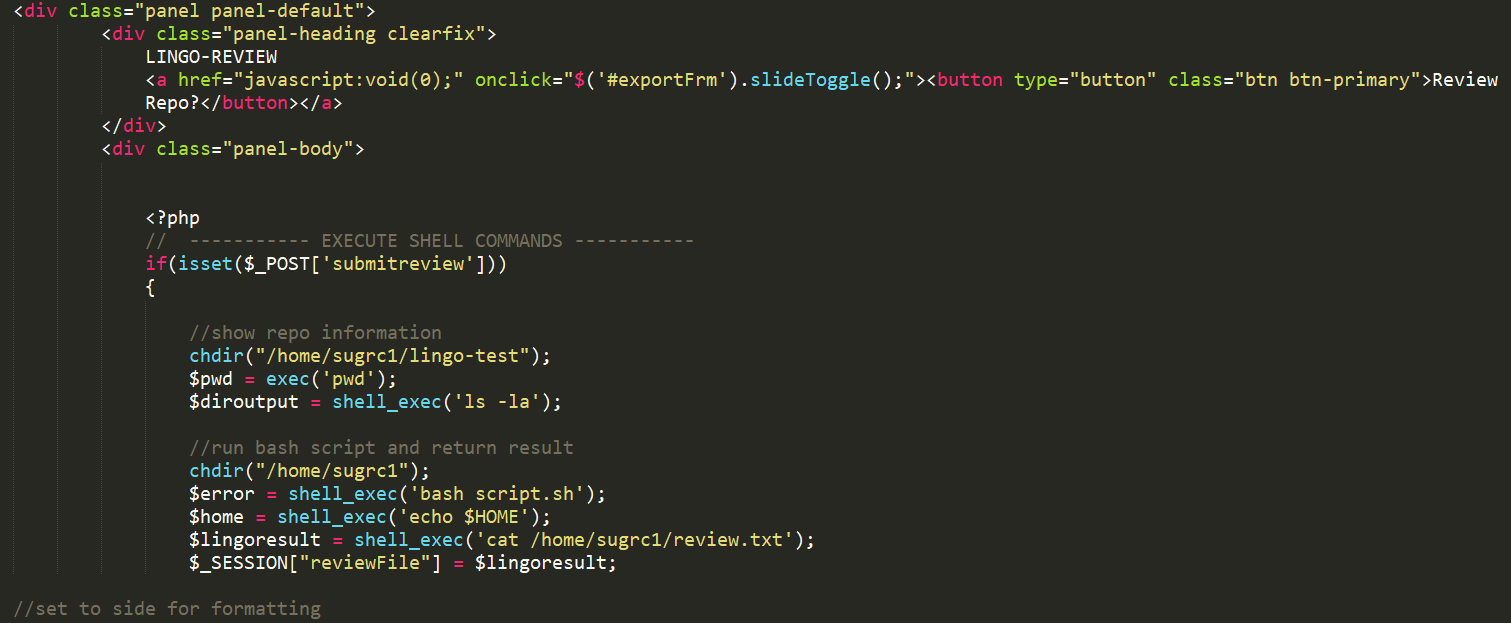 <div class="panel panel-default">
<div class="panel-heading clearfix">
LINGO-REVIEW
<a href="javascript:void(0);" onclick="$('#exportFrm').slideToggle();"><button type="button" class="btn btn-primary">Review
Repo?</button></a>
</div>
<div class="panel-body">
<?php
// ----------- EXECUTE SHELL COMMANDS -----------
if(isset($_POST['submitreview']))
{
//show repo information
chdir("/home/sugrc1/lingo-test");
$pwd = exec('pwd');
$diroutput = shell_exec('ls -la');
//run bash script and return result
chdir("/home/sugrc1");
$error = shell_exec('bash script.sh');
$home = shell_exec('echo $HOME');
$lingoresult = shell_exec('cat /home/sugrc1/review.txt');
$_SESSION["reviewFile"] = $lingoresult;
//set to side for formatting